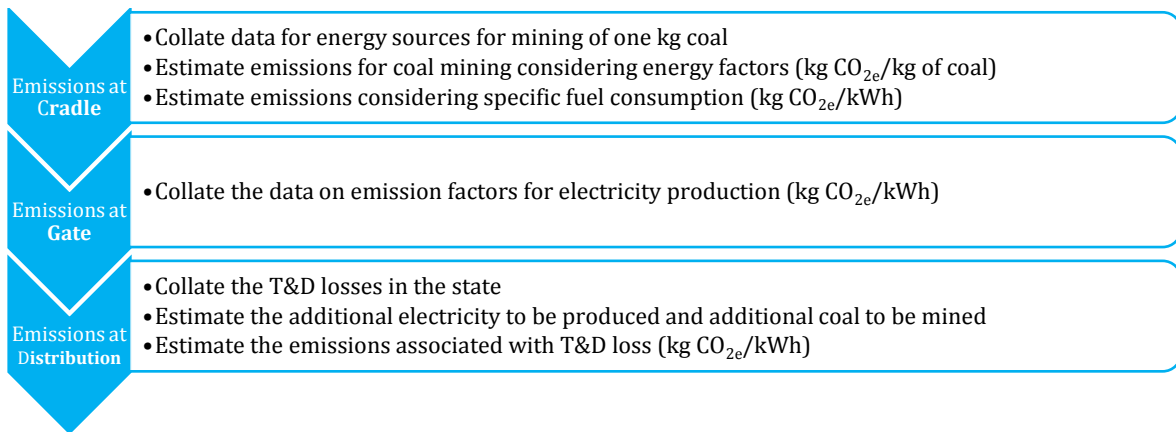 Emissions at
Cradle
•Collate data for energy sources for mining of one kg coal
•Estimate emissions for coal mining considering energy factors (kg CO2e/kg of coal)
•Estimate emissions considering specific fuel consumption (kg CO2e/kWh)
Emissions at
Gate
•Collate the data on emission factors for electricity production (kg CO2e/kWh)
Emissions at
Distribution
•Collate the T&D losses in the state
•Estimate the additional electricity to be produced and additional coal to be mined
•Estimate the emissions associated with T&D loss (kg CO2e/kWh)